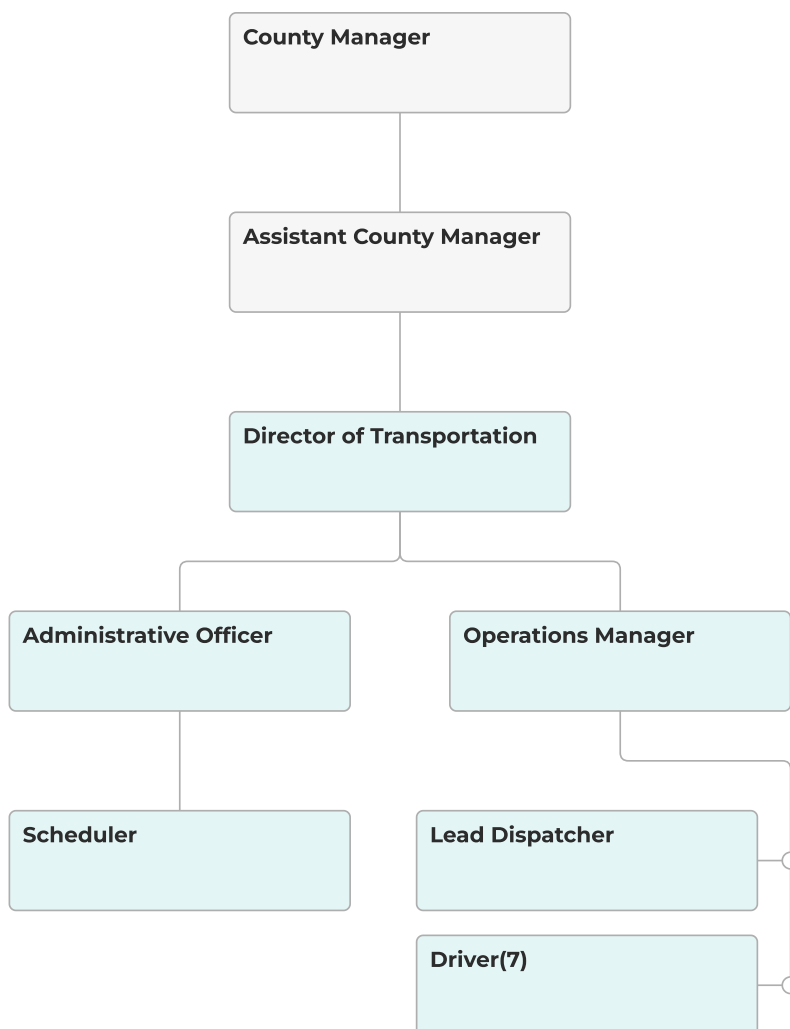 County Manager
Assistant County Manager
Director of Transportation
Administrative Officer
Operations Manager
Scheduler
Lead Dispatcher
Driver(7)